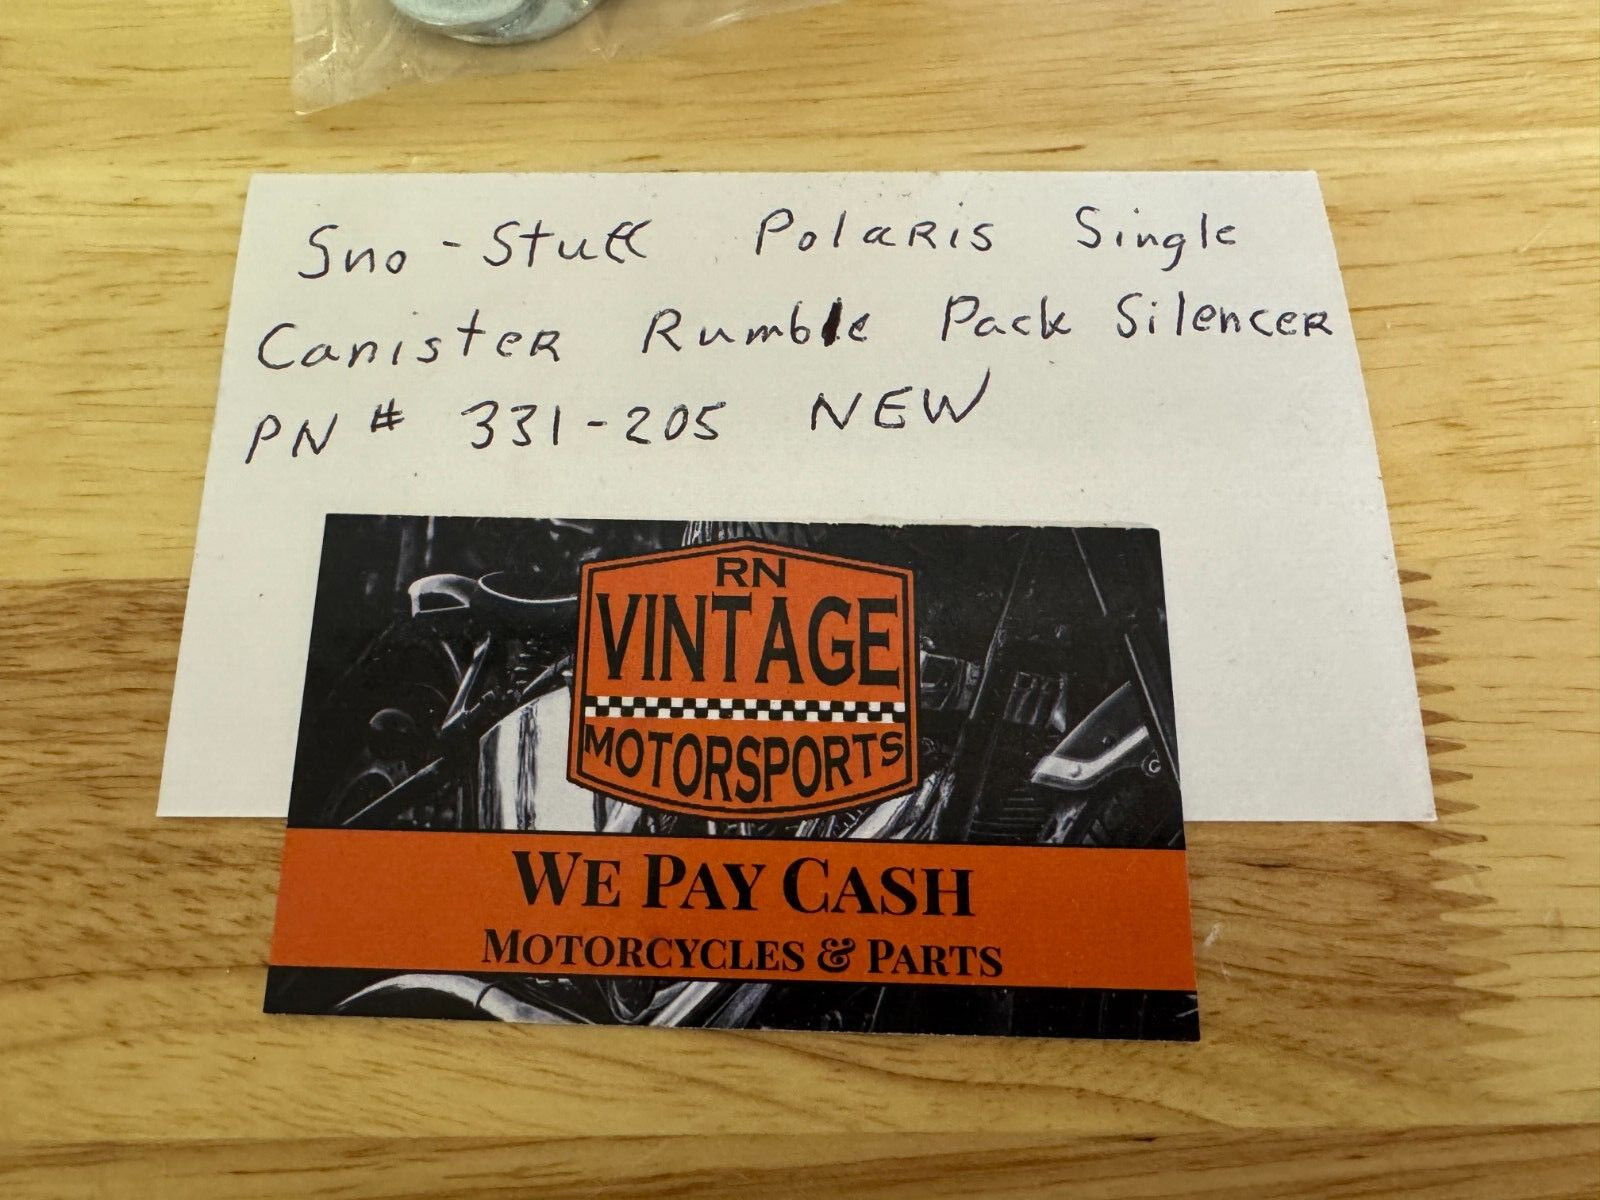 Sno-Stuff Polaris Single
Canister Rumble Pack Silencer
PN # 331-205 NEW
RN
VINTAGE
MOTORSPORTS
WE PAY CASH
MOTORCYCLES & PARTS